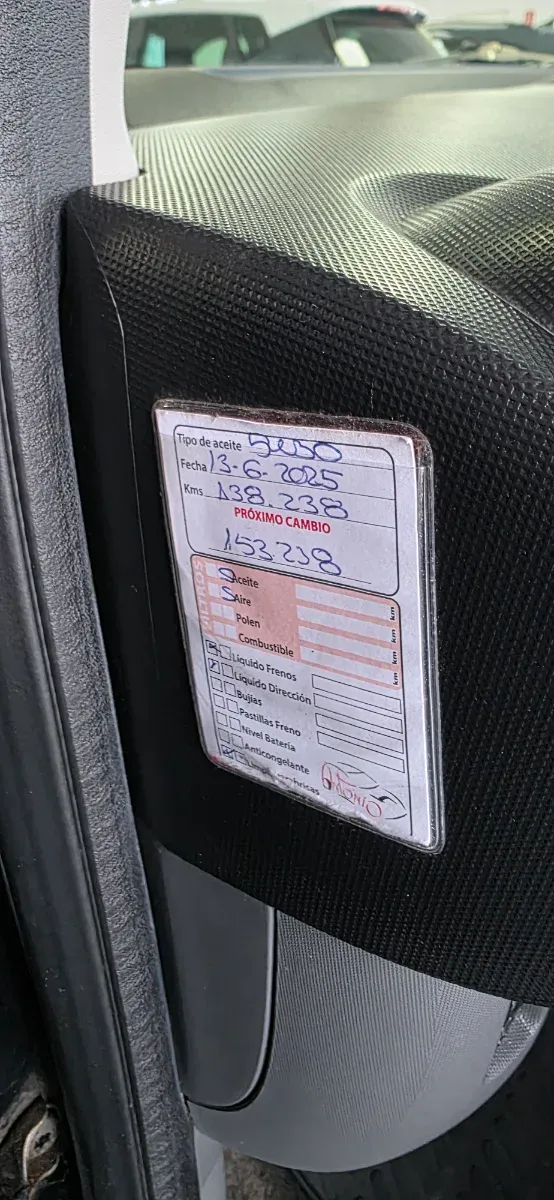 Tipo de aceite 5W30
Fecha 13-6-2025
Kms 138.238
PRÓXIMO CAMBIO
153.238
FILTROS
S Aceite km
S Aire km
Polen km
Combustible km
Líquido Frenos
Líquido Dirección
Bujías
Pastillas Freno
Nivel Batería
Anticongelante
Antonio